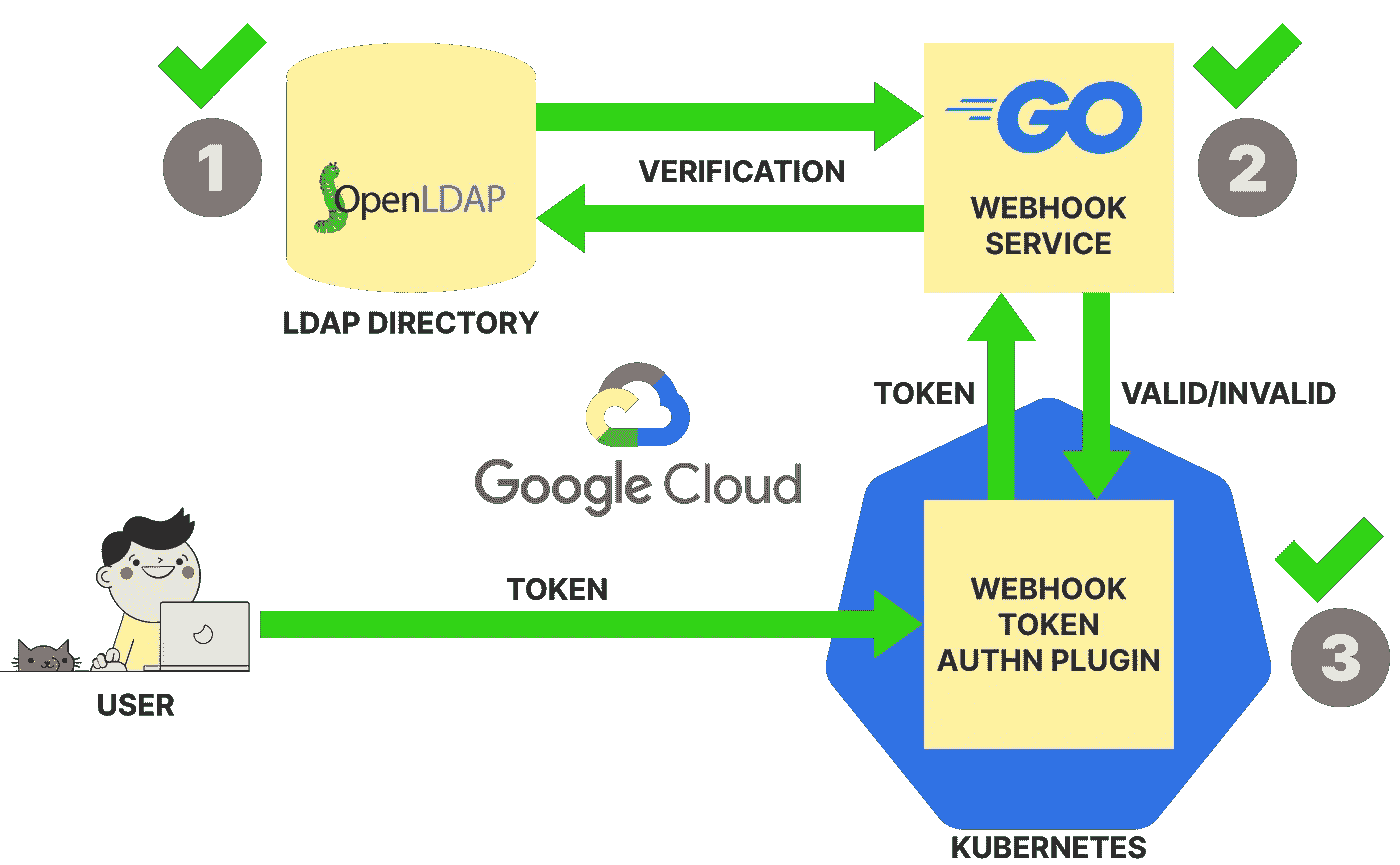 1
OpenLDAP
LDAP DIRECTORY
VERIFICATION
GO
WEBHOOK
SERVICE
2
TOKEN
VALID/INVALID
Google Cloud
TOKEN
USER
WEBHOOK
TOKEN
AUTHN PLUGIN
3
KUBERNETES